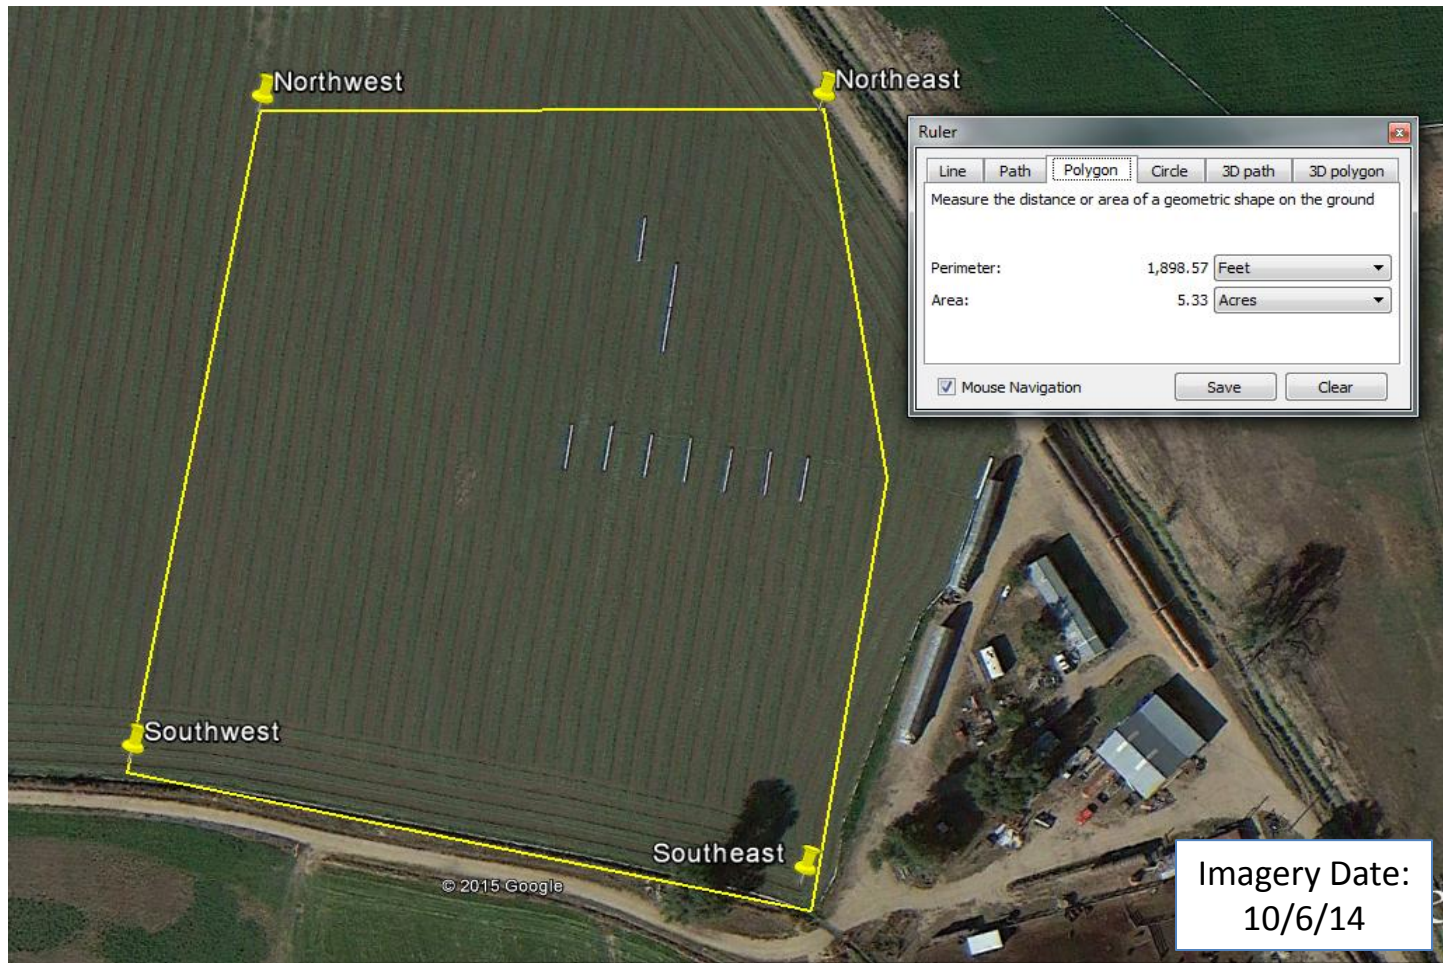 Northwest
Northeast
Ruler
Line Path Polygon Circle 3D path 3D polygon
Measure the distance or area of a geometric shape on the ground
Perimeter: 1,898.57 Feet
Area: 5.33 Acres
Mouse Navigation Save Clear
Southwest
Southeast
© 2015 Google
Imagery Date:
10/6/14